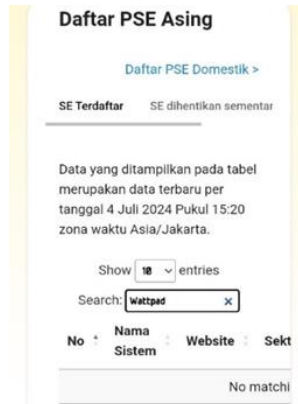 Daftar PSE Asing
Daftar PSE Domestik >
SE Terdaftar SE dihentikan sementar
Data yang ditampilkan pada tabel
merupakan data terbaru per
tanggal 4 Juli 2024 Pukul 15:20
zona waktu Asia/Jakarta.
Show 10 entries
Search: Wattpad ×
No Nama Sistem Website Sekt
No matchi